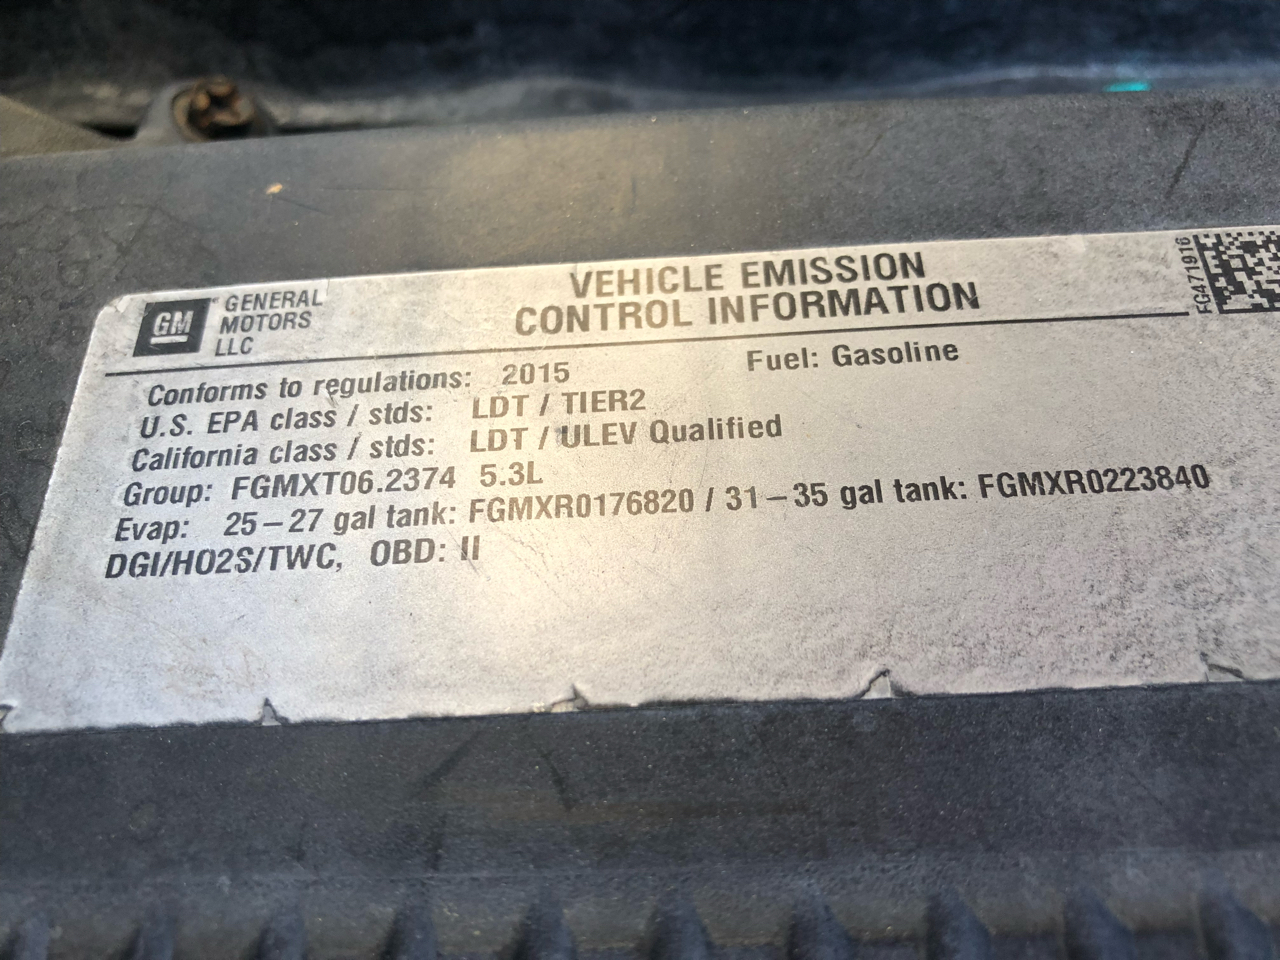 GM GENERAL
MOTORS
LLC
VEHICLE EMISSION
CONTROL INFORMATION
FG471916
Conforms to regulations: 2015 Fuel: Gasoline
U.S. EPA class / stds: LDT / TIER2
California class / stds: LDT / ULEV Qualified
Group: FGMXT06.2374 5.3L
Evap: 25–27 gal tank: FGMXR0176820 / 31–35 gal tank: FGMXR0223840
DGI/HO2S/TWC, OBD: II